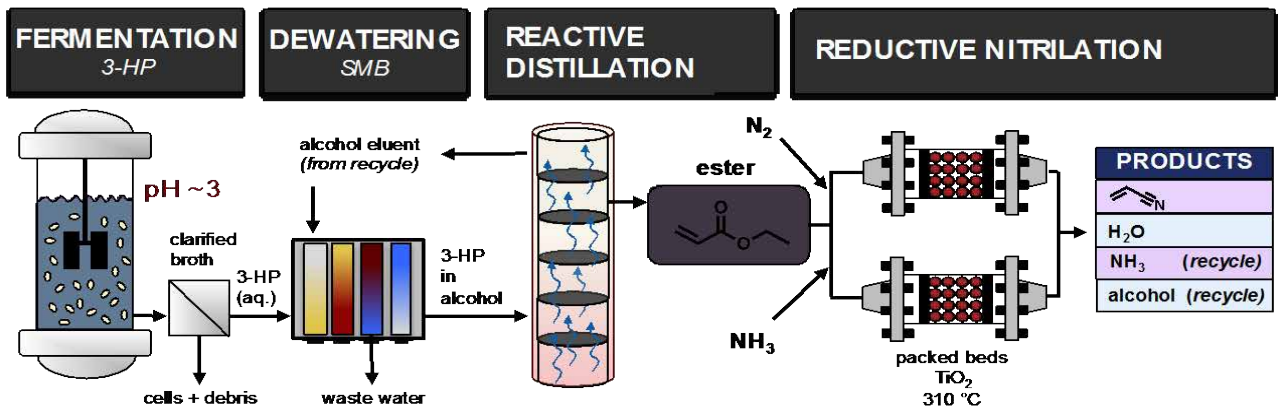 FERMENTATION
3-HP
DEWATERING
SMB
REACTIVE
DISTILLATION
REDUCTIVE NITRILATION
pH ~3
clarified
broth
3-HP
(aq.)
cells + debris
alcohol eluent
(from recycle)
waste water
3-HP
in
alcohol
ester
O
O
N₂
NH₃
packed beds
TiO₂
310 °C
PRODUCTS
N
H₂O
NH₃ (recycle)
alcohol (recycle)